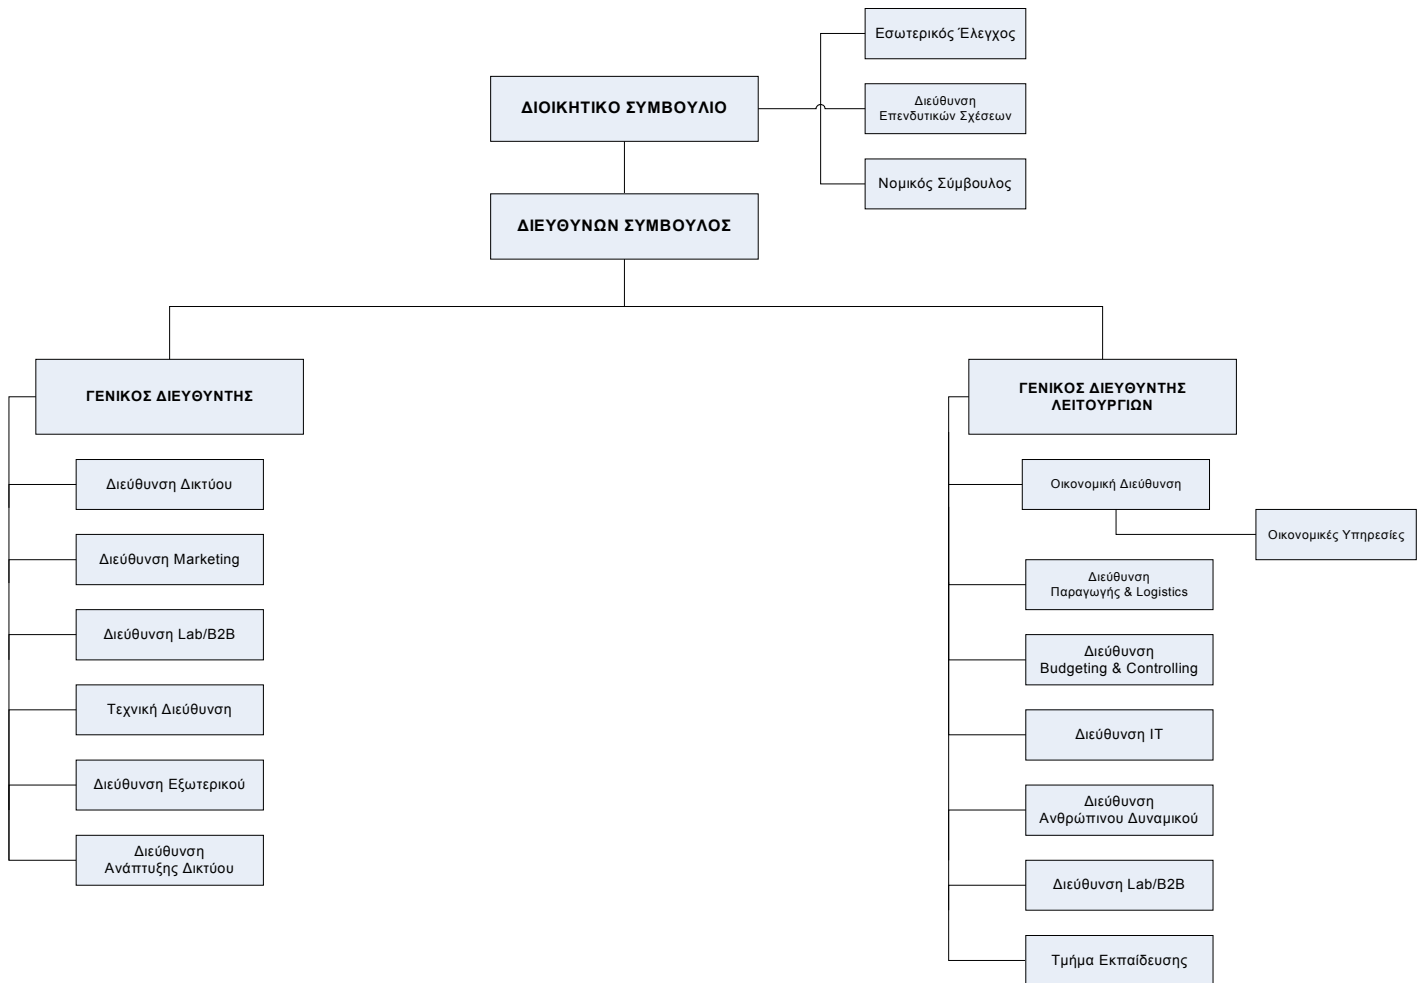 Εσωτερικός Έλεγχος
ΔΙΟΙΚΗΤΙΚΟ ΣΥΜΒΟΥΛΙΟ
Διεύθυνση
Επενδυτικών Σχέσεων
Νομικός Σύμβουλος
ΔΙΕΥΘΥΝΩΝ ΣΥΜΒΟΥΛΟΣ
ΓΕΝΙΚΟΣ ΔΙΕΥΘΥΝΤΗΣ
Διεύθυνση Δικτύου
Διεύθυνση Marketing
Διεύθυνση Lab/B2B
Τεχνική Διεύθυνση
Διεύθυνση Εξωτερικού
Διεύθυνση
Ανάπτυξης Δικτύου
ΓΕΝΙΚΟΣ ΔΙΕΥΘΥΝΤΗΣ
ΛΕΙΤΟΥΡΓΙΩΝ
Οικονομική Διεύθυνση
Οικονομικές Υπηρεσίες
Διεύθυνση
Παραγωγής & Logistics
Διεύθυνση
Budgeting & Controlling
Διεύθυνση IT
Διεύθυνση
Ανθρώπινου Δυναμικού
Διεύθυνση Lab/B2B
Τμήμα Εκπαίδευσης